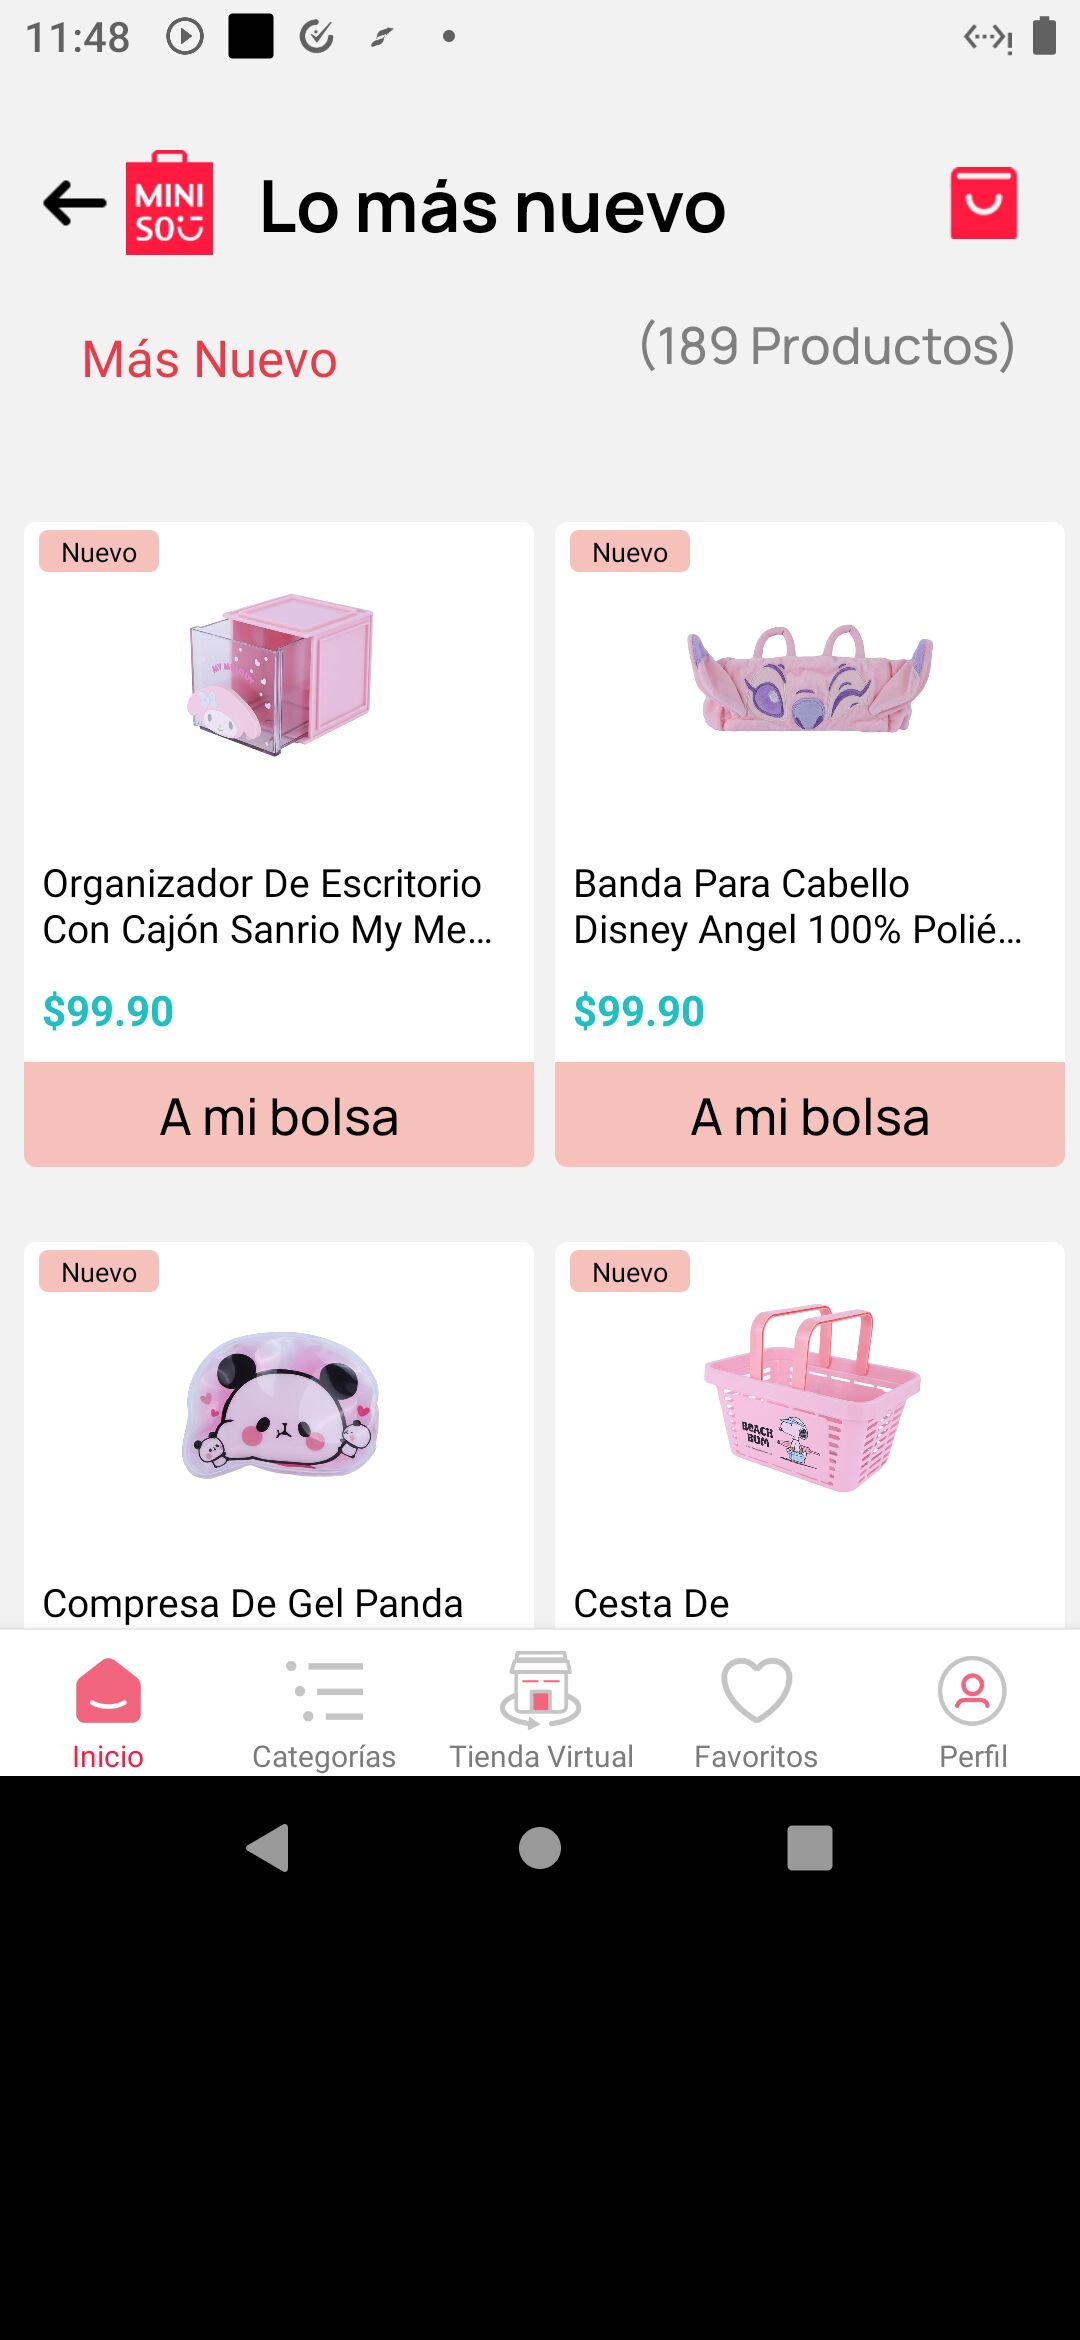 11:48
MINI
SO
Lo más nuevo
Más Nuevo
(189 Productos)
Nuevo
Nuevo
Organizador De Escritorio
Con Cajón Sanrio My Me...
$99.90
A mi bolsa
Banda Para Cabello
Disney Angel 100% Polié...
$99.90
A mi bolsa
Nuevo
Nuevo
BEACH
BUM
Compresa De Gel Panda
Cesta De
Inicio
Categorías
Tienda Virtual
Favoritos
Perfil